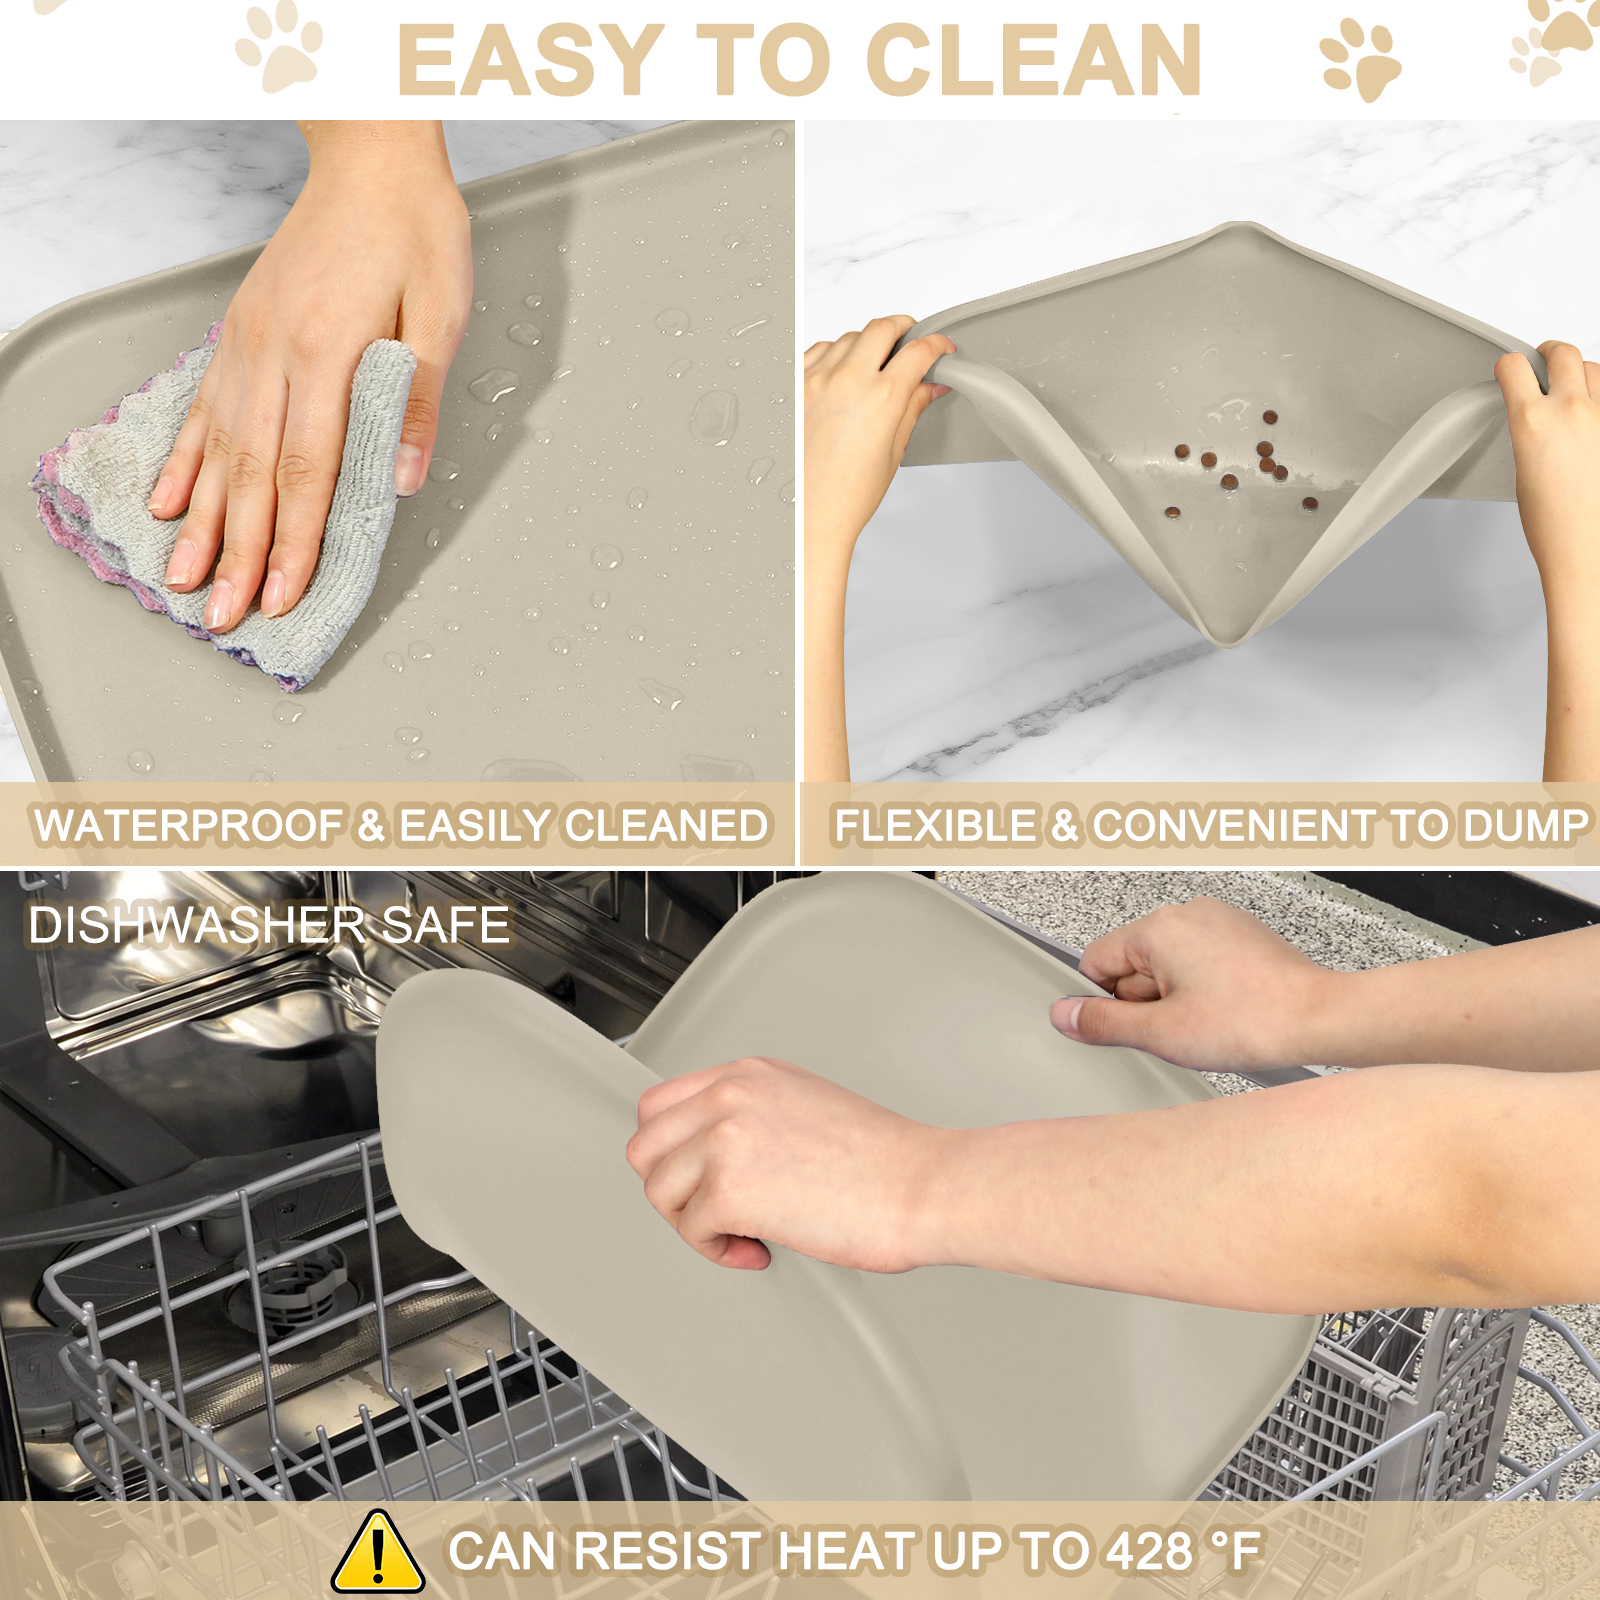 EASY TO CLEAN
WATERPROOF & EASILY CLEANED
FLEXIBLE & CONVENIENT TO DUMP
DISHWASHER SAFE
CAN RESIST HEAT UP TO 428 °F